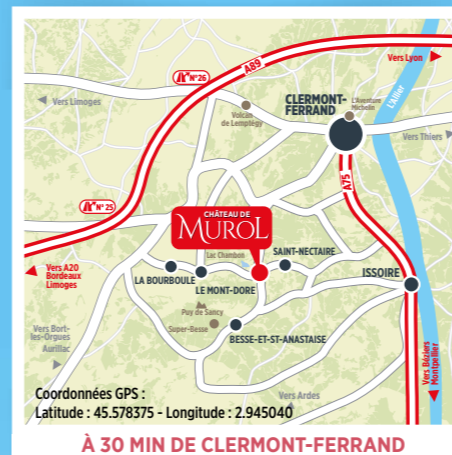 N°26
A89
Vers Lyon
Vers Limoges
Volcan
de Lemptégy
CLERMONT-
FERRAND
L'Aventure
Michelin
L'Allier
Vers Thiers
N°25
A75
CHÂTEAU DE
MUROL
Lac Chambon
SAINT-NECTAIRE
Vers A20
Bordeaux
Limoges
LA BOURBOULE
LE MONT-DORE
ISSOIRE
Puy de Sancy
Super-Besse
BESSE-ET-ST-ANASTAISE
Vers Bort-
les-Orgues
Aurillac
Vers Béziers
Montpellier
Vers Ardes
Coordonnées GPS :
Latitude : 45.578375 - Longitude : 2.945040
À 30 MIN DE CLERMONT-FERRAND